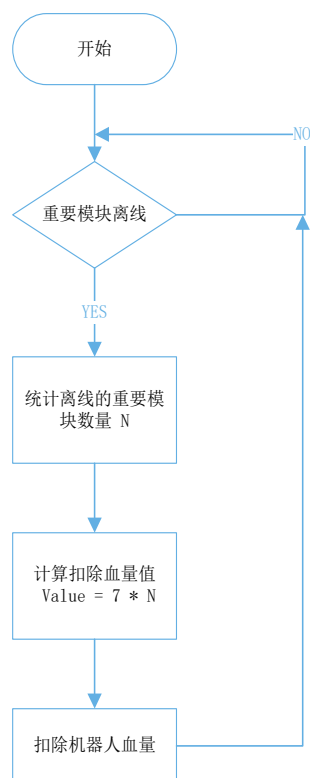 开始
NO
重要模块离线
YES
统计离线的重要模
块数量 N
计算扣除血量值
Value = 7 * N
扣除机器人血量